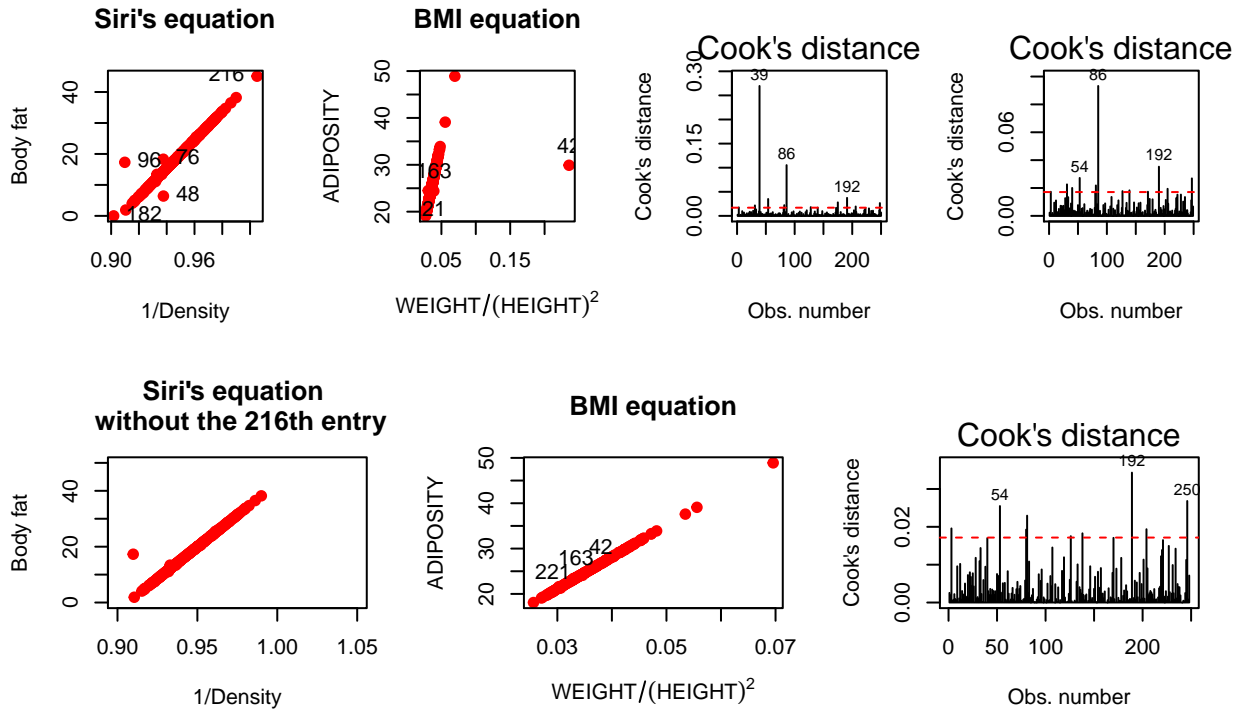 Siri's equation
Body fat
0 20 40
216
96
76
48
182
0.90 0.96
1/Density
BMI equation
ADIPOSITY
20 30 40 50
42
163
21
0.05 0.15
WEIGHT/(HEIGHT)2
Cook's distance
Cook's distance
0.00 0.15 0.30
39
86
192
0 100 200
Obs. number
Cook's distance
Cook's distance
0.00 0.06
86
54
192
0 100 200
Obs. number
Siri's equation
without the 216th entry
Body fat
0 20 40
0.90 0.95 1.00 1.05
1/Density
BMI equation
ADIPOSITY
20 30 40 50
221
163
42
0.03 0.05 0.07
WEIGHT/(HEIGHT)2
Cook's distance
Cook's distance
0.00 0.02
192
54
250
0 50 100 200
Obs. number